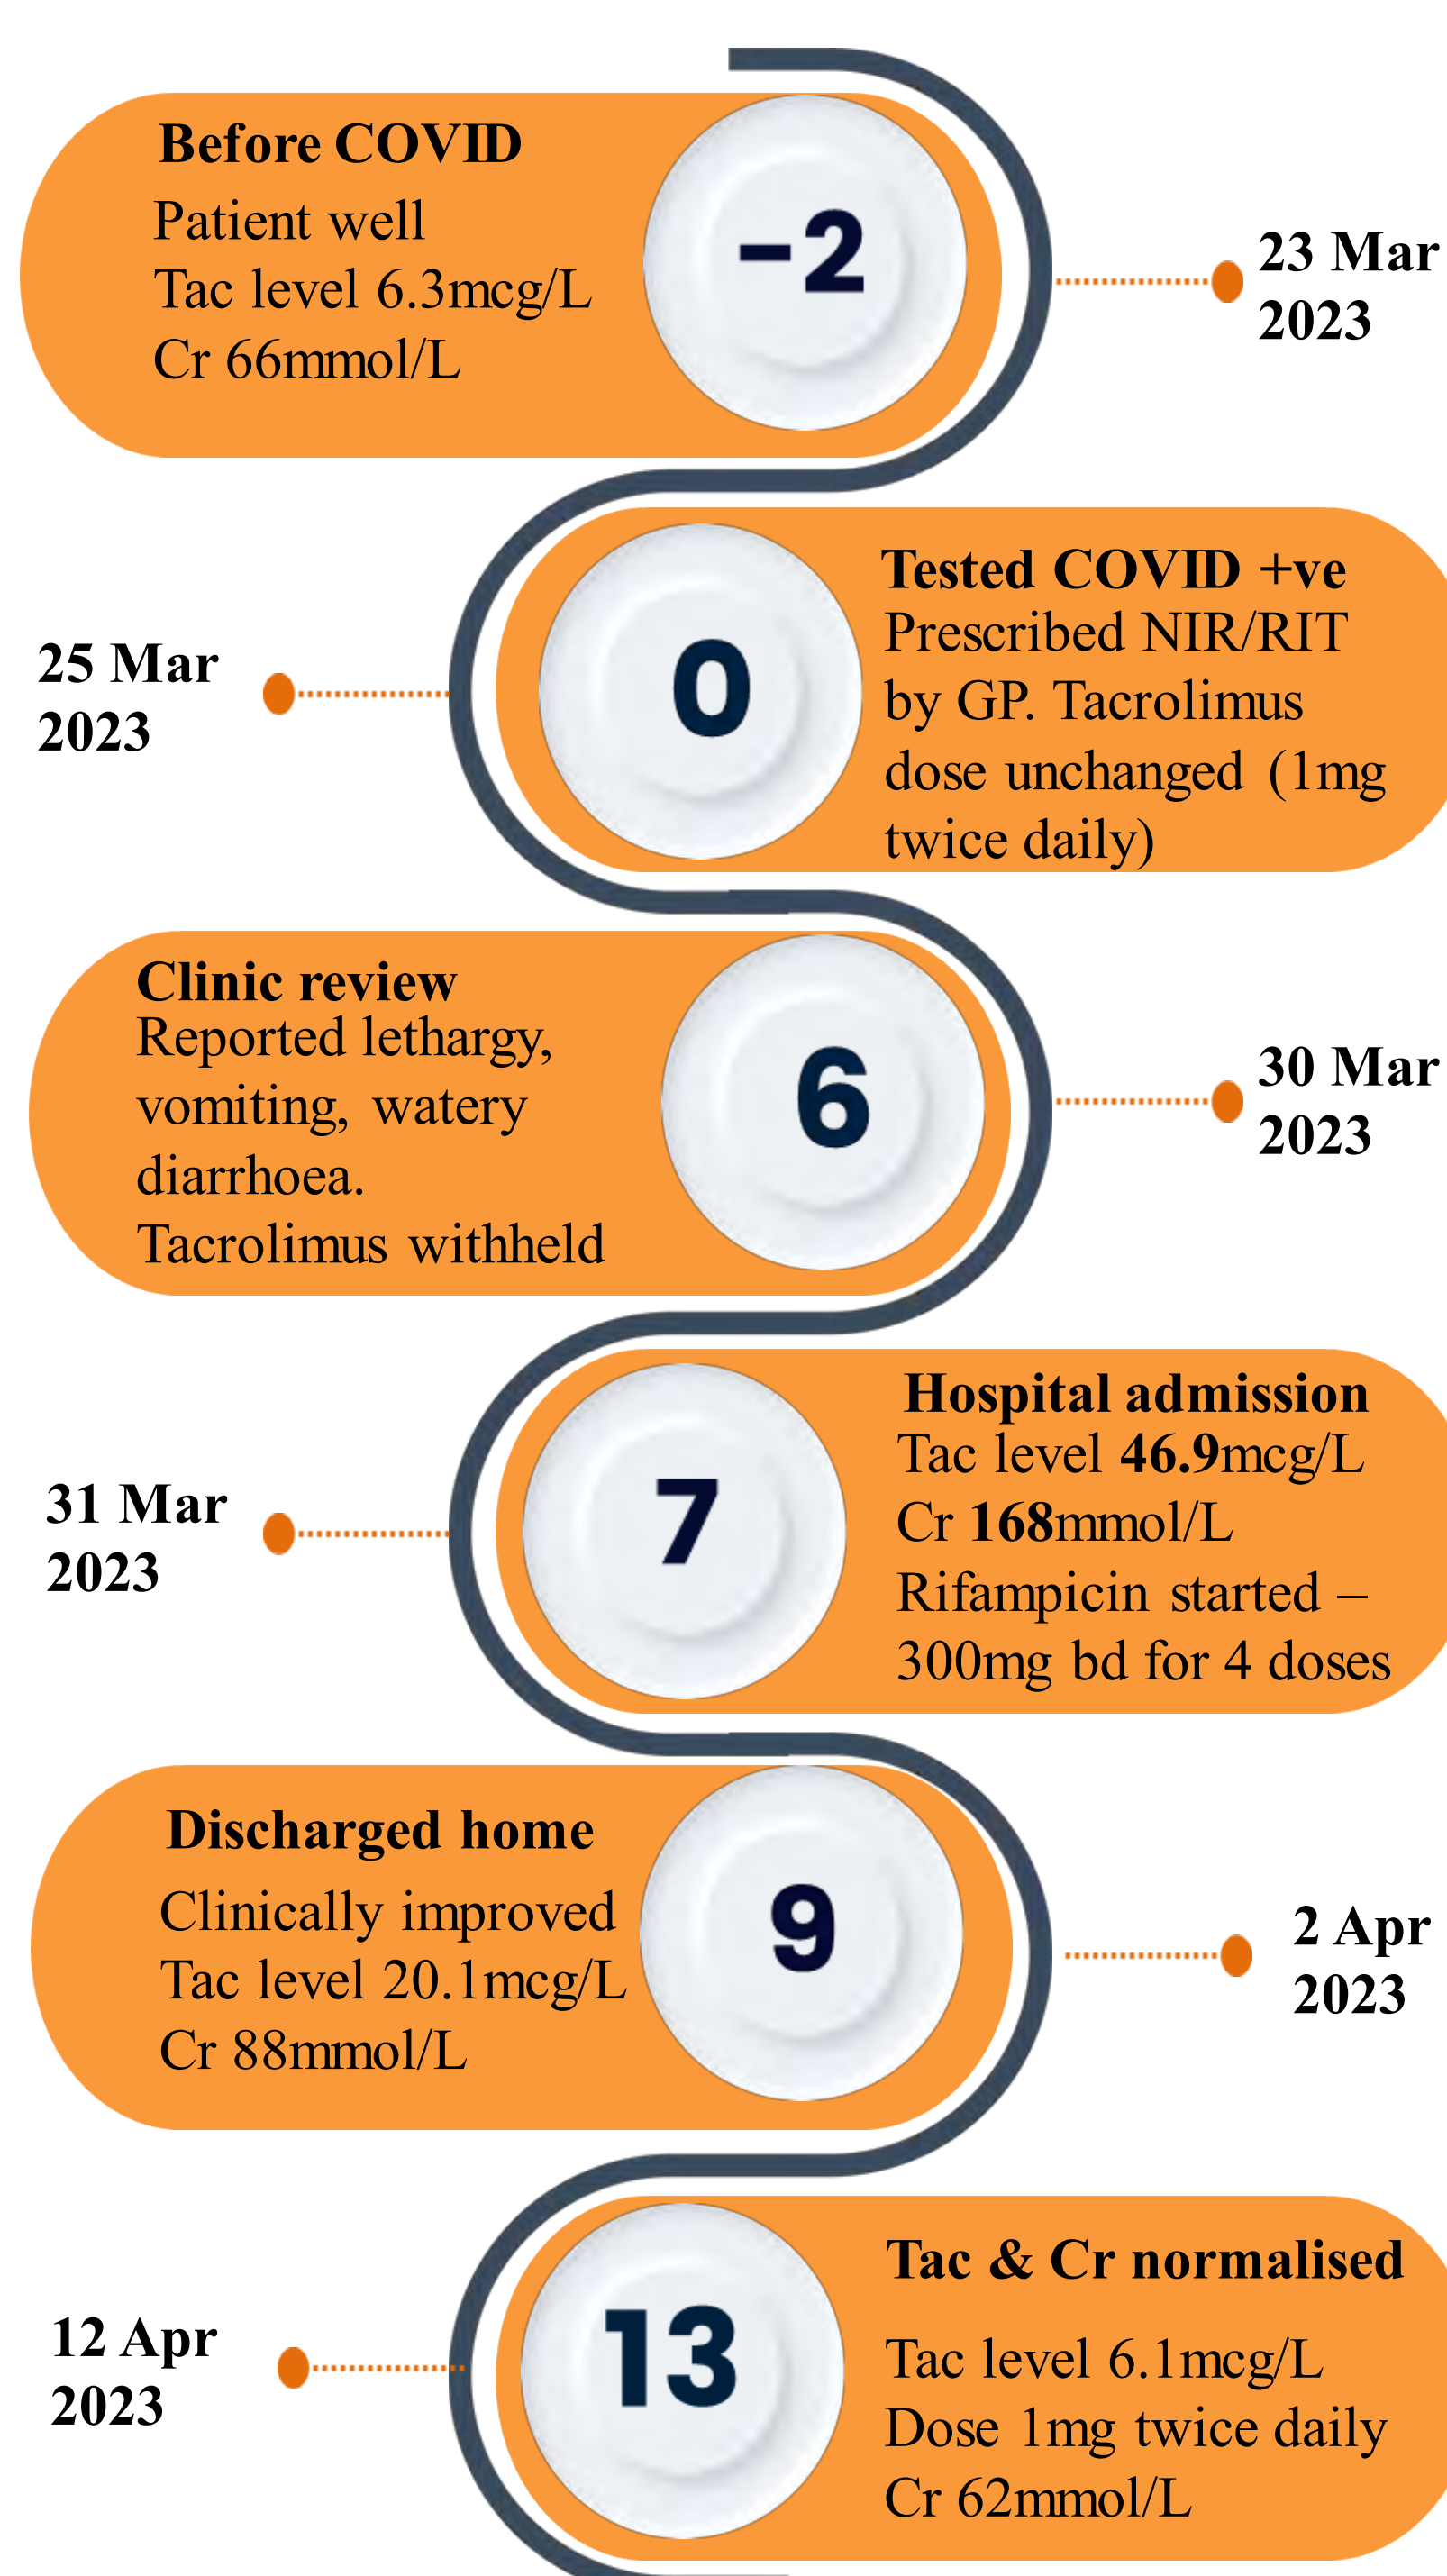 Before COVID
Patient well
Tac level 6.3mcg/L
Cr 66mmol/L
-2
23 Mar
2023
25 Mar
2023
0
Tested COVID +ve
Prescribed NIR/RIT
by GP. Tacrolimus
dose unchanged (1mg
twice daily)
Clinic review
Reported lethargy,
vomiting, watery
diarrhoea.
Tacrolimus withheld
6
30 Mar
2023
31 Mar
2023
7
Hospital admission
Tac level 46.9mcg/L
Cr 168mmol/L
Rifampicin started –
300mg bd for 4 doses
Discharged home
Clinically improved
Tac level 20.1mcg/L
Cr 88mmol/L
9
2 Apr
2023
12 Apr
2023
13
Tac & Cr normalised
Tac level 6.1mcg/L
Dose 1mg twice daily
Cr 62mmol/L